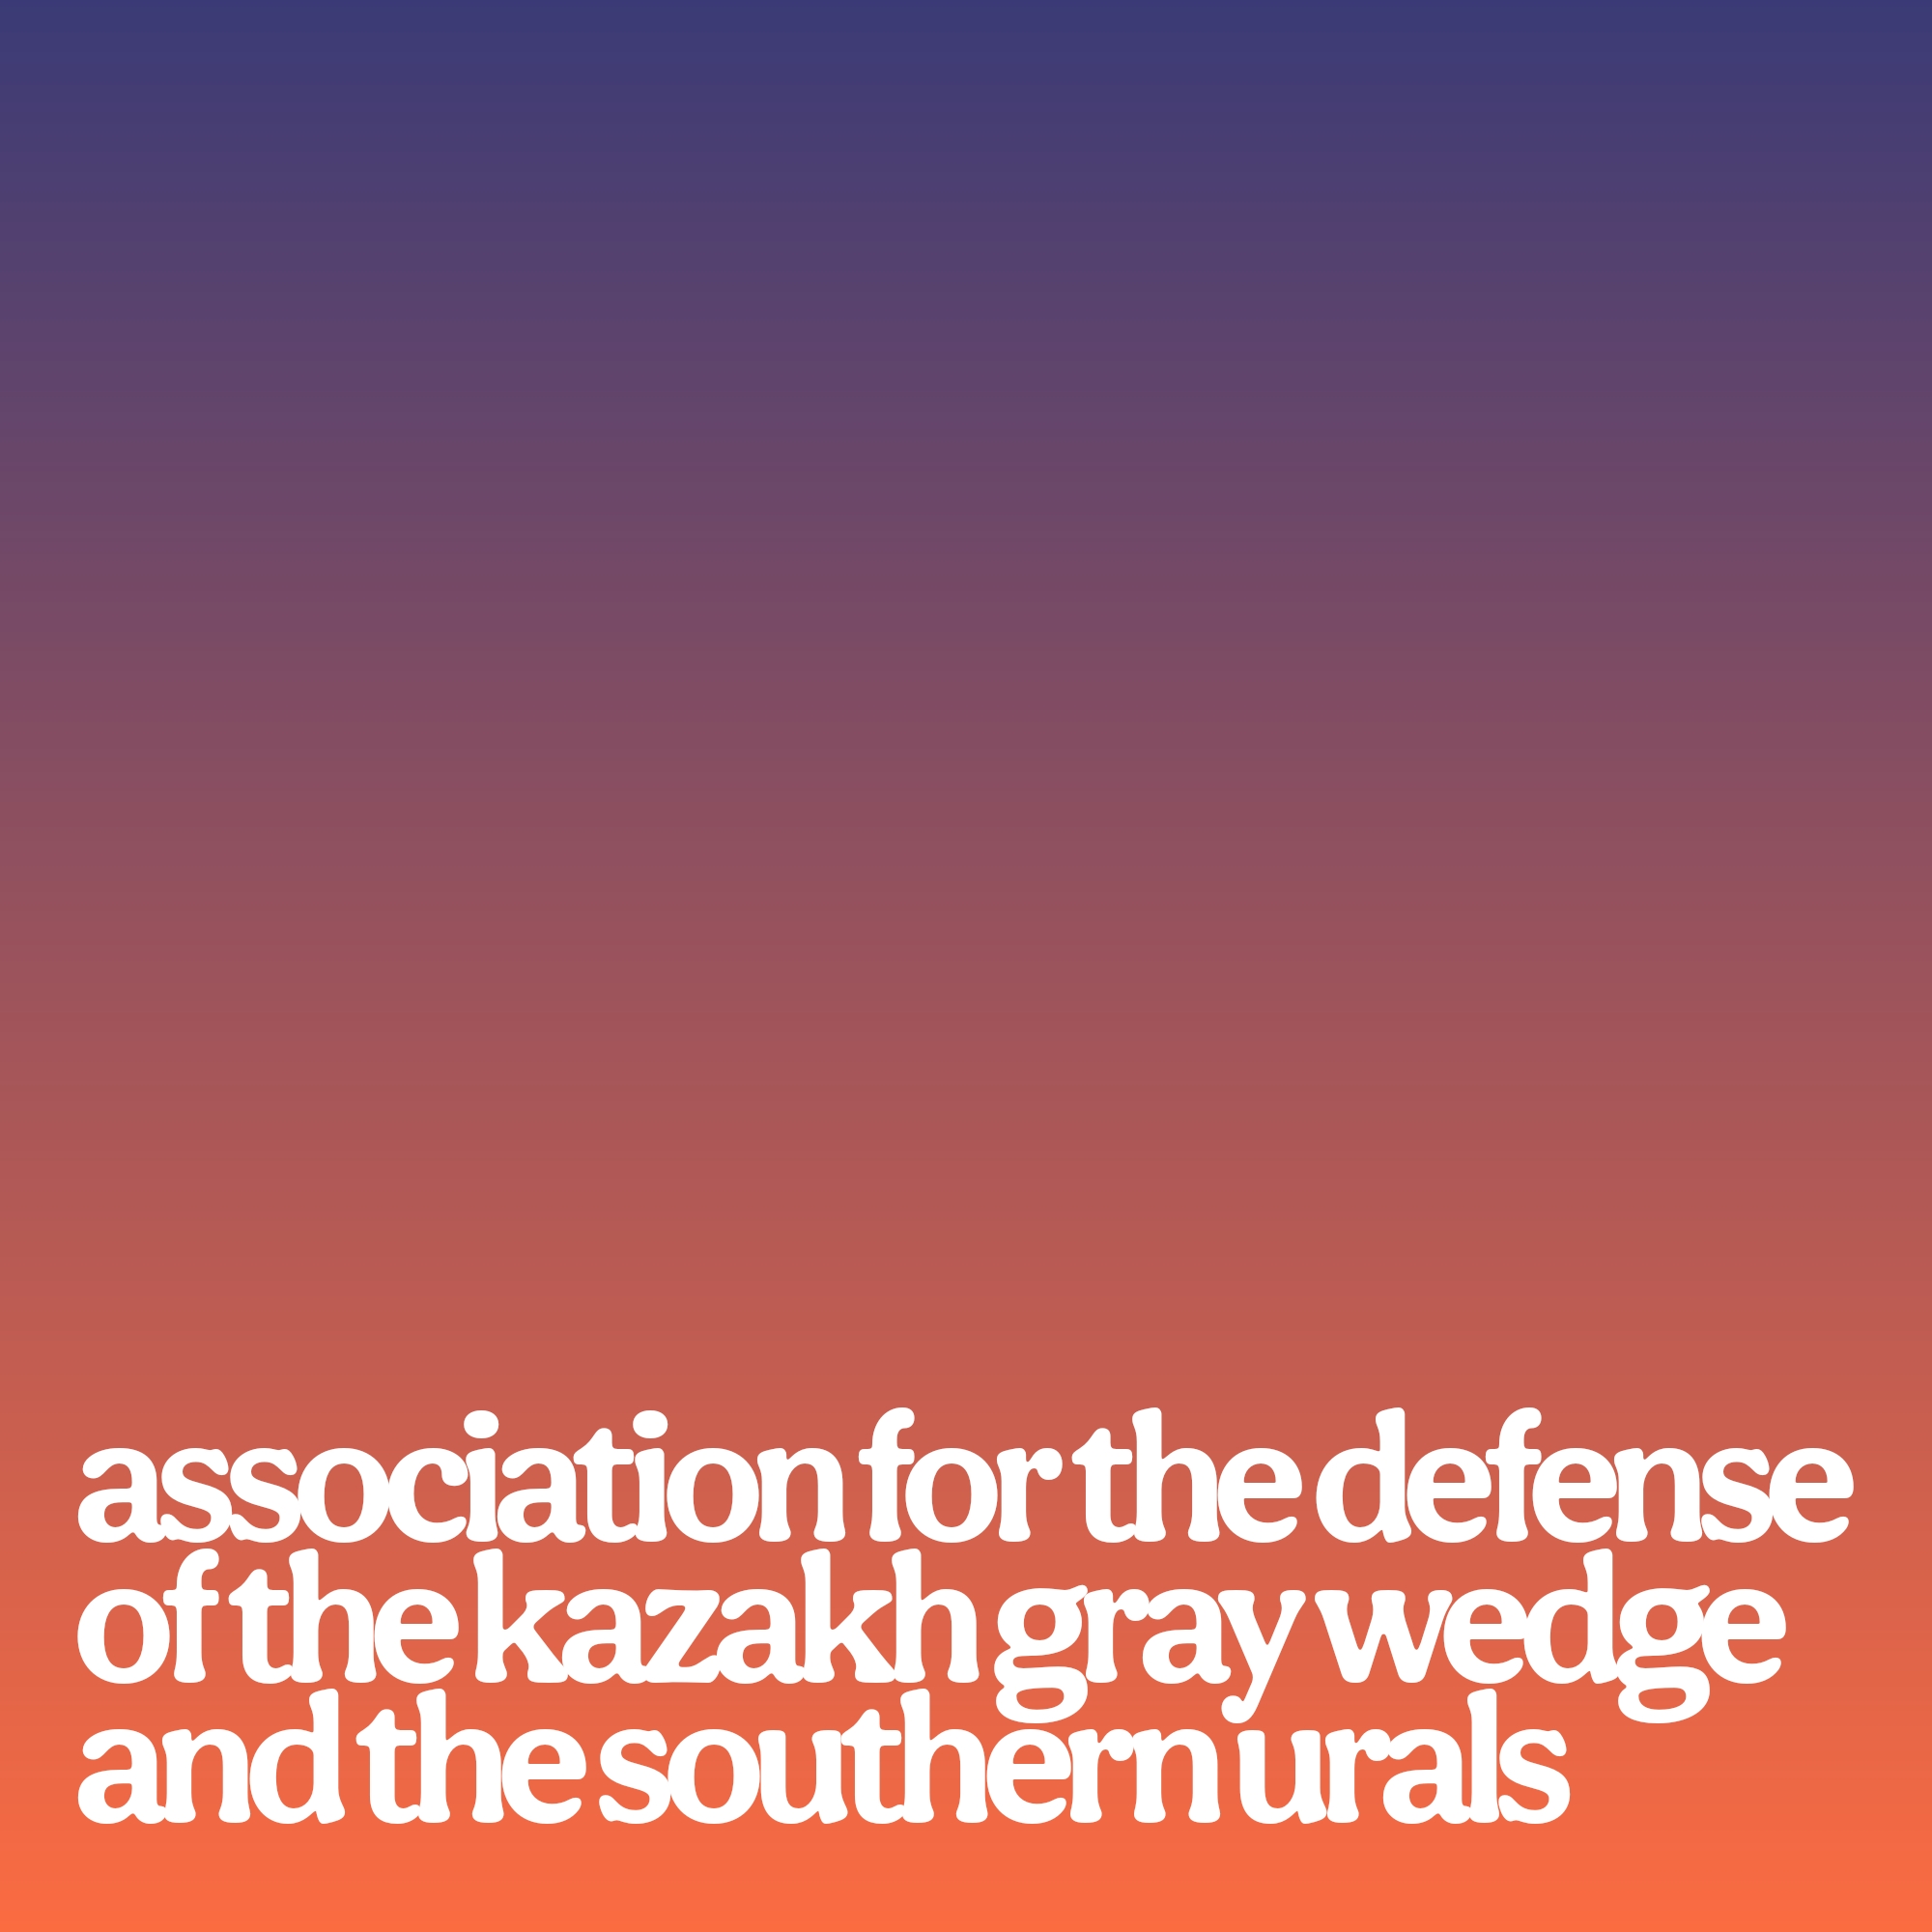 association for the defense
of the kazakh gray wedge
and the southern urals